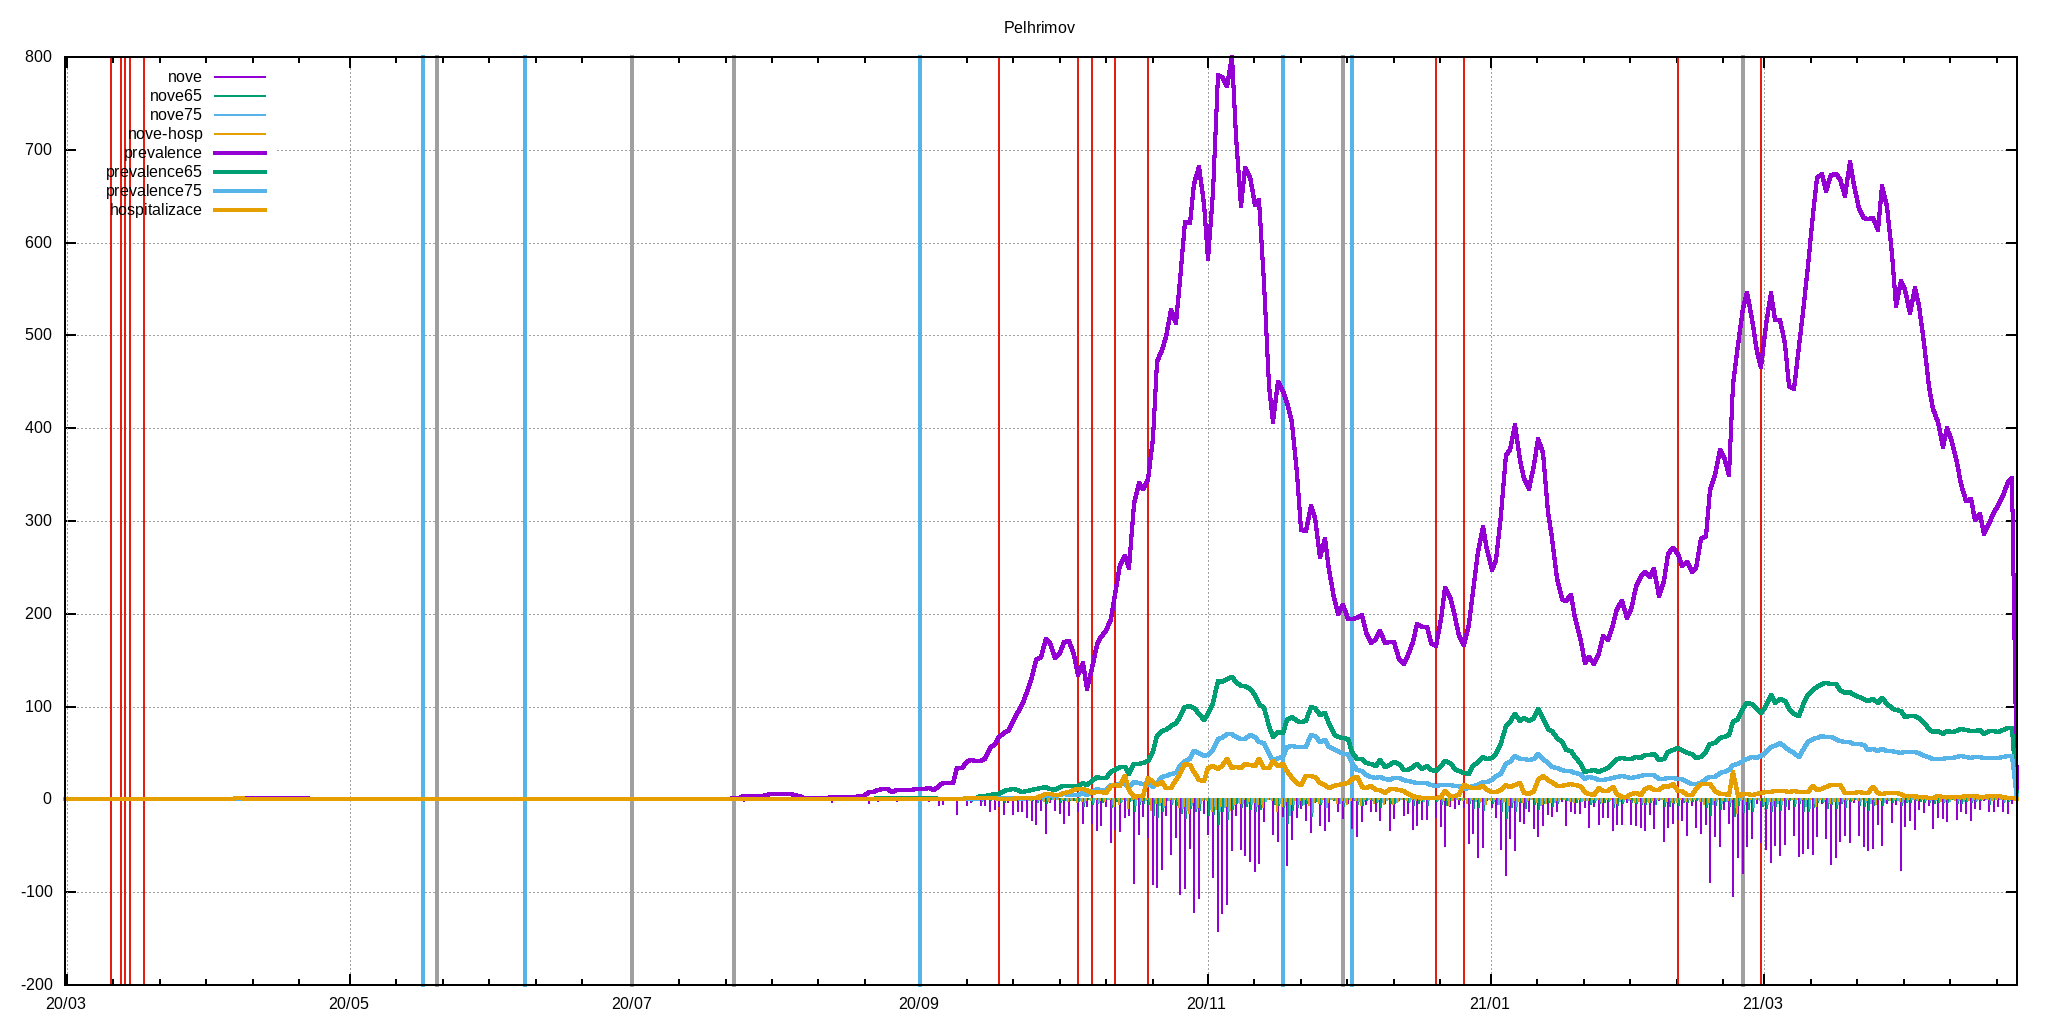 Pelhrimov
800
700
600
500
400
300
200
100
0
-100
-200
nove
nove65
nove75
nove-hosp
prevalence
prevalence65
prevalence75
hospitalizace
20/03 20/05 20/07 20/09 20/11 21/01 21/03